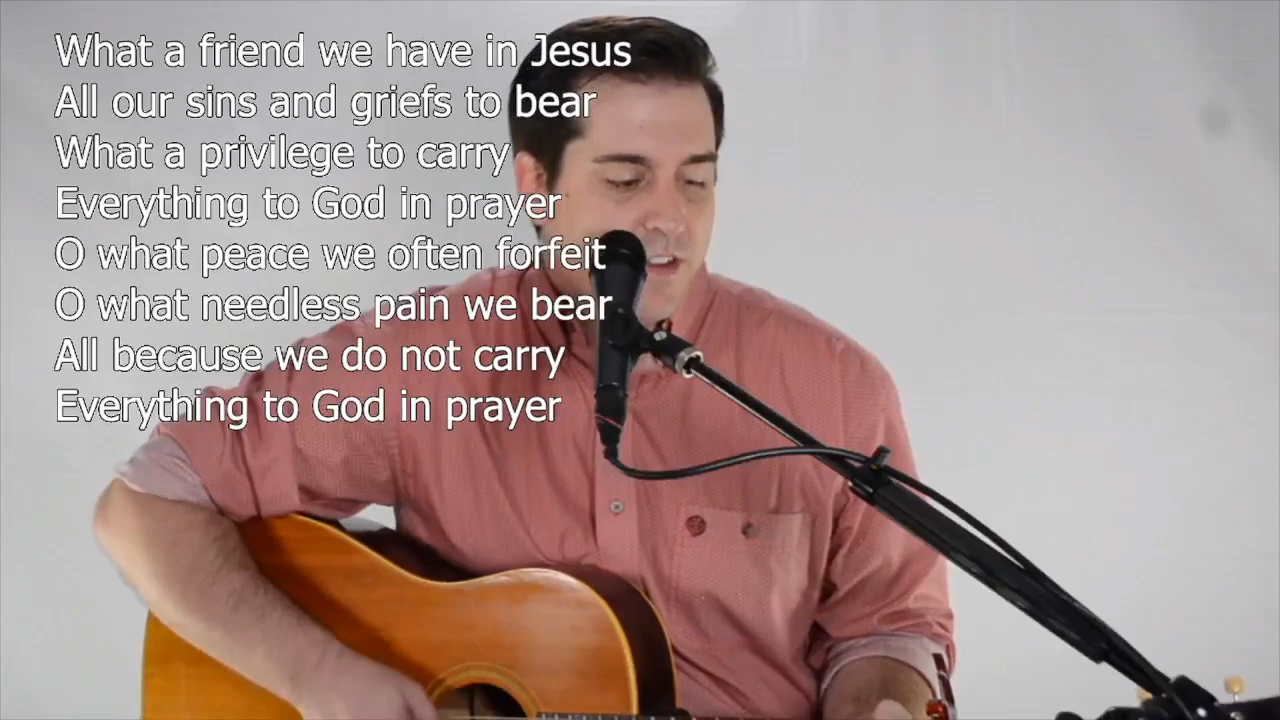 What a friend we have in Jesus
All our sins and griefs to bear
What a privilege to carry
Everything to God in prayer
O what peace we often forfeit
O what needless pain we bear
All because we do not carry
Everything to God in prayer